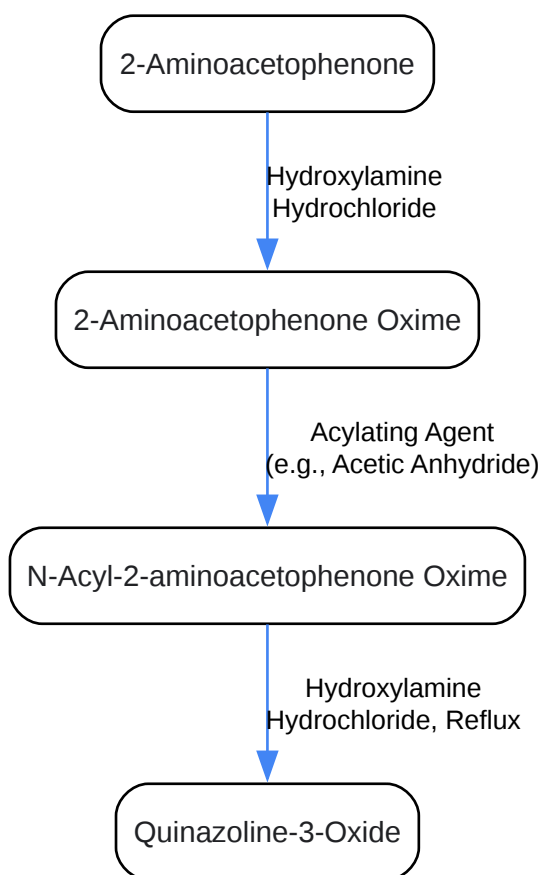 2-Aminoacetophenone
Hydroxylamine
Hydrochloride
2-Aminoacetophenone Oxime
Acylating Agent
(e.g., Acetic Anhydride)
N-Acyl-2-aminoacetophenone Oxime
Hydroxylamine
Hydrochloride, Reflux
Quinazoline-3-Oxide